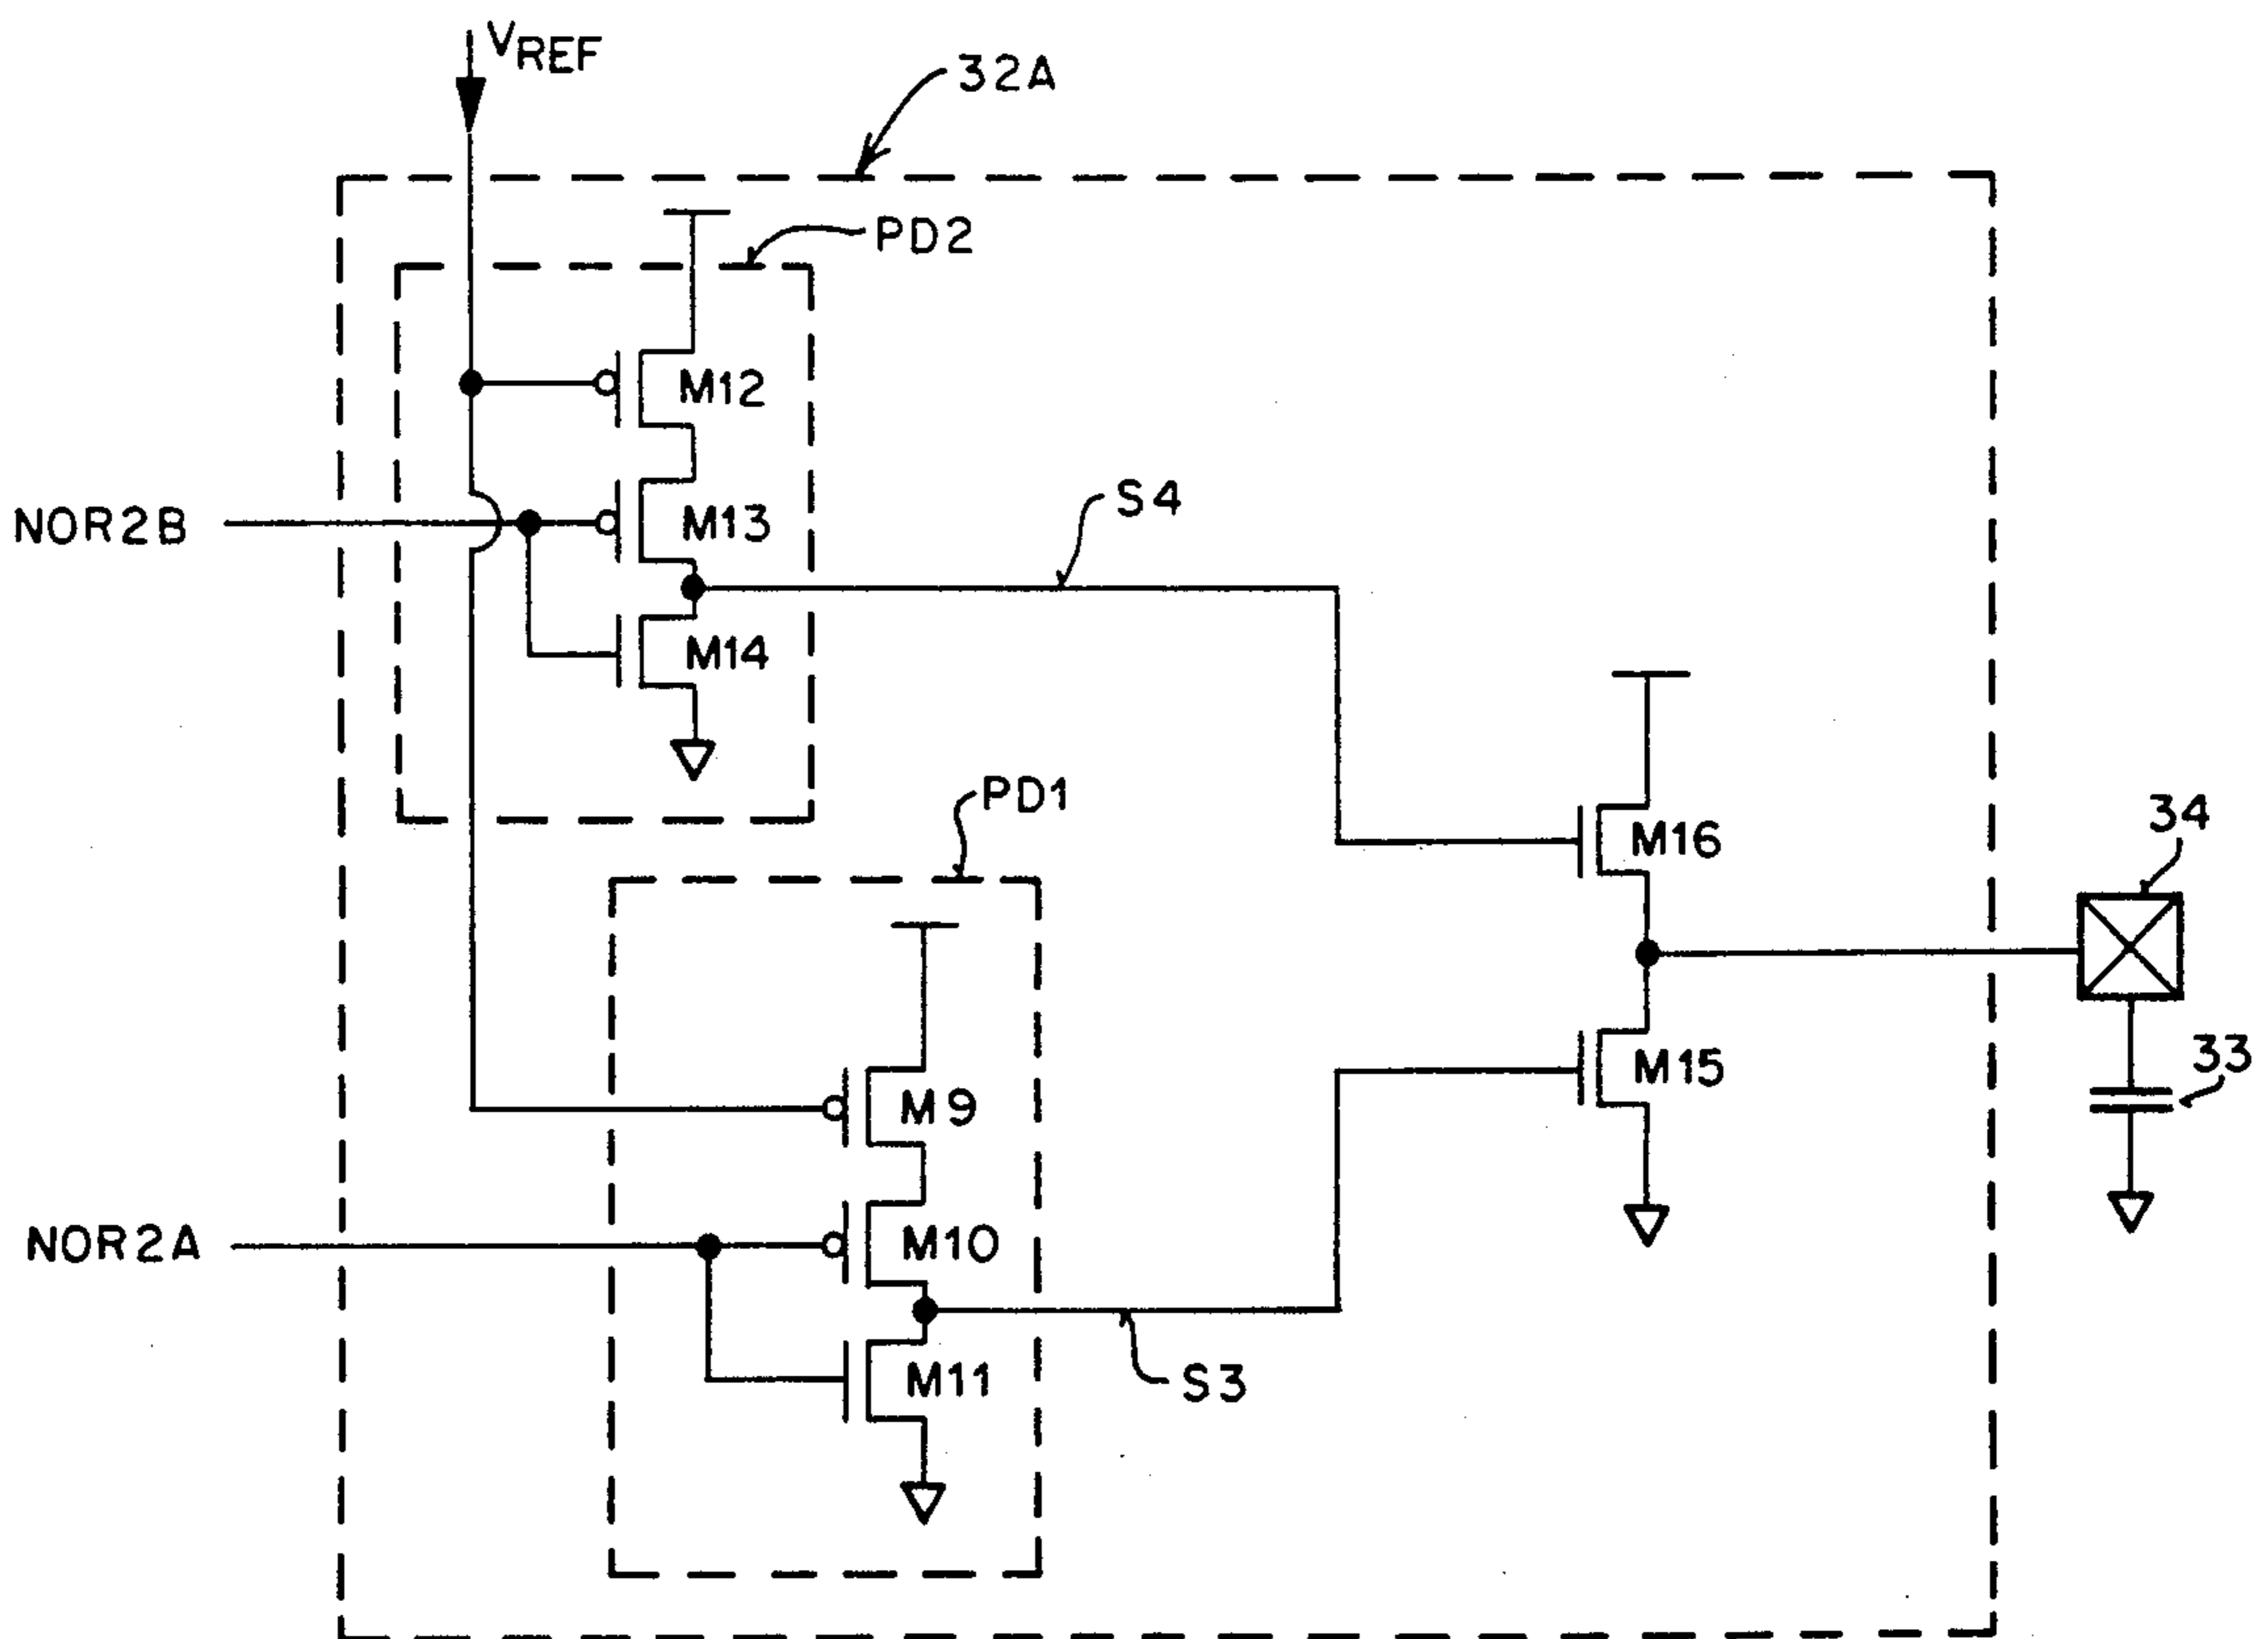 VREF
32A
PD2
M12
NOR2B
M13
S4
M14
PD1
M16
34
M9
M15
33
NOR2A
M10
M11
S3